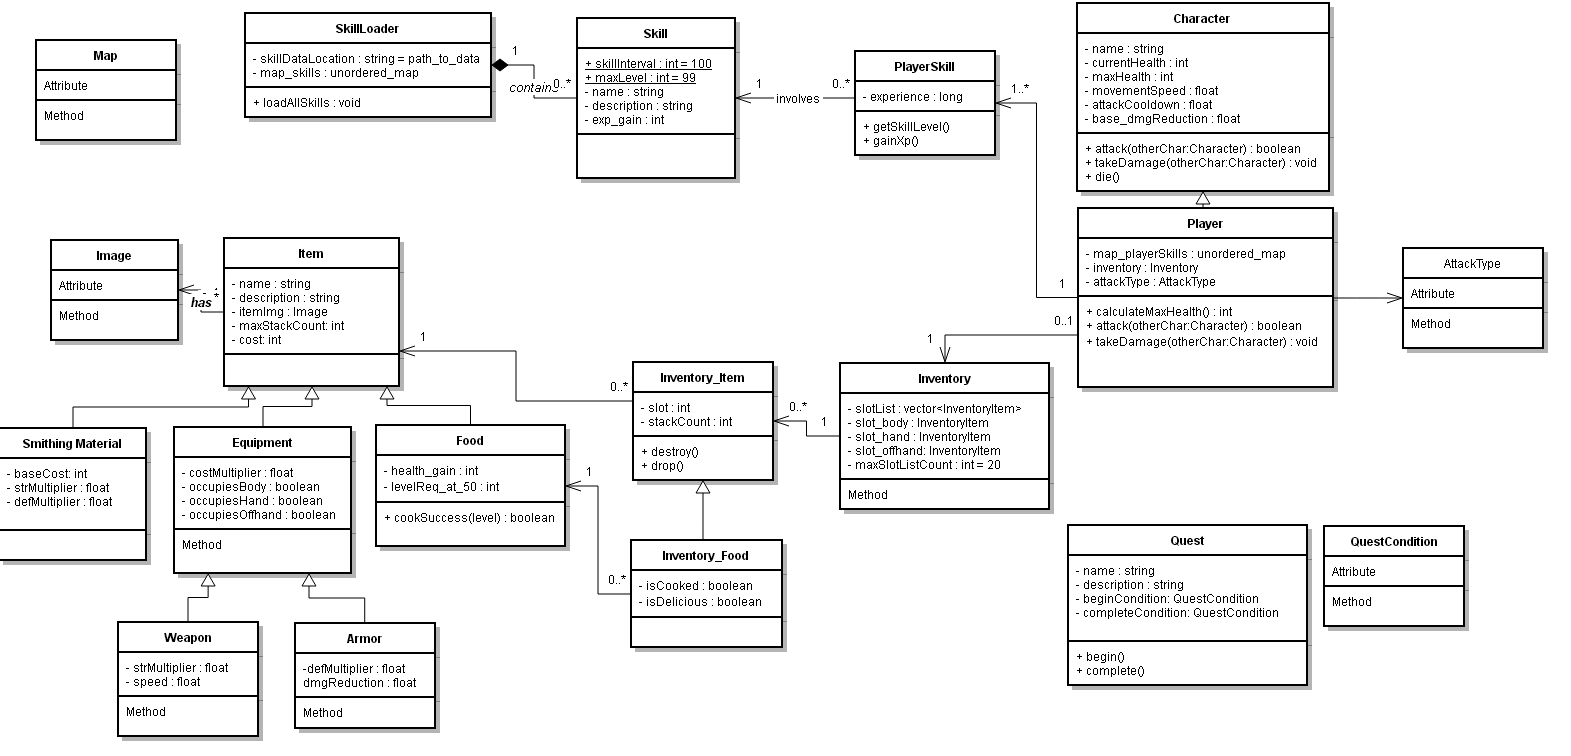 Map
Attribute
Method
SkillLoader
- skillDataLocation : string = path_to_data
- map_skills : unordered_map
+ loadAllSkills : void
1
contain
0..*
Skill
+ skillInterval : int = 100
+ maxLevel : int = 99
- name : string
- description : string
- exp_gain : int
1
involves
0..*
PlayerSkill
- experience : long
+ getSkillLevel()
+ gainXp()
1..*
Character
- name : string
- currentHealth : int
- maxHealth : int
- movementSpeed : float
- attackCooldown : float
- base_dmgReduction : float
+ attack(otherChar:Character) : boolean
+ takeDamage(otherChar:Character) : void
+ die()
Player
- map_playerSkills : unordered_map
- inventory : Inventory
- attackType : AttackType
+ calculateMaxHealth() : int
+ attack(otherChar:Character) : boolean
+ takeDamage(otherChar:Character) : void
1
0..1
1
AttackType
Attribute
Method
Image
Attribute
Method
has
*
Item
- name : string
- description : string
- itemImg : Image
- maxStackCount: int
- cost: int
1
0..*
Inventory_Item
- slot : int
- stackCount : int
+ destroy()
+ drop()
0..*
1
Inventory
- slotList : vector<InventoryItem>
- slot_body : InventoryItem
- slot_hand : InventoryItem
- slot_offhand: InventoryItem
- maxSlotListCount : int = 20
Method
Smithing Material
- baseCost: int
- strMultiplier : float
- defMultiplier : float
Equipment
- costMultiplier : float
- occupiesBody : boolean
- occupiesHand : boolean
- occupiesOffhand : boolean
Method
Food
- health_gain : int
- levelReq_at_50 : int
+ cookSuccess(level) : boolean
1
0..*
Inventory_Food
- isCooked : boolean
- isDelicious : boolean
Weapon
- strMultiplier : float
- speed : float
Method
Armor
-defMultiplier : float
dmgReduction : float
Method
Quest
- name : string
- description : string
- beginCondition: QuestCondition
- completeCondition: QuestCondition
+ begin()
+ complete()
QuestCondition
Attribute
Method